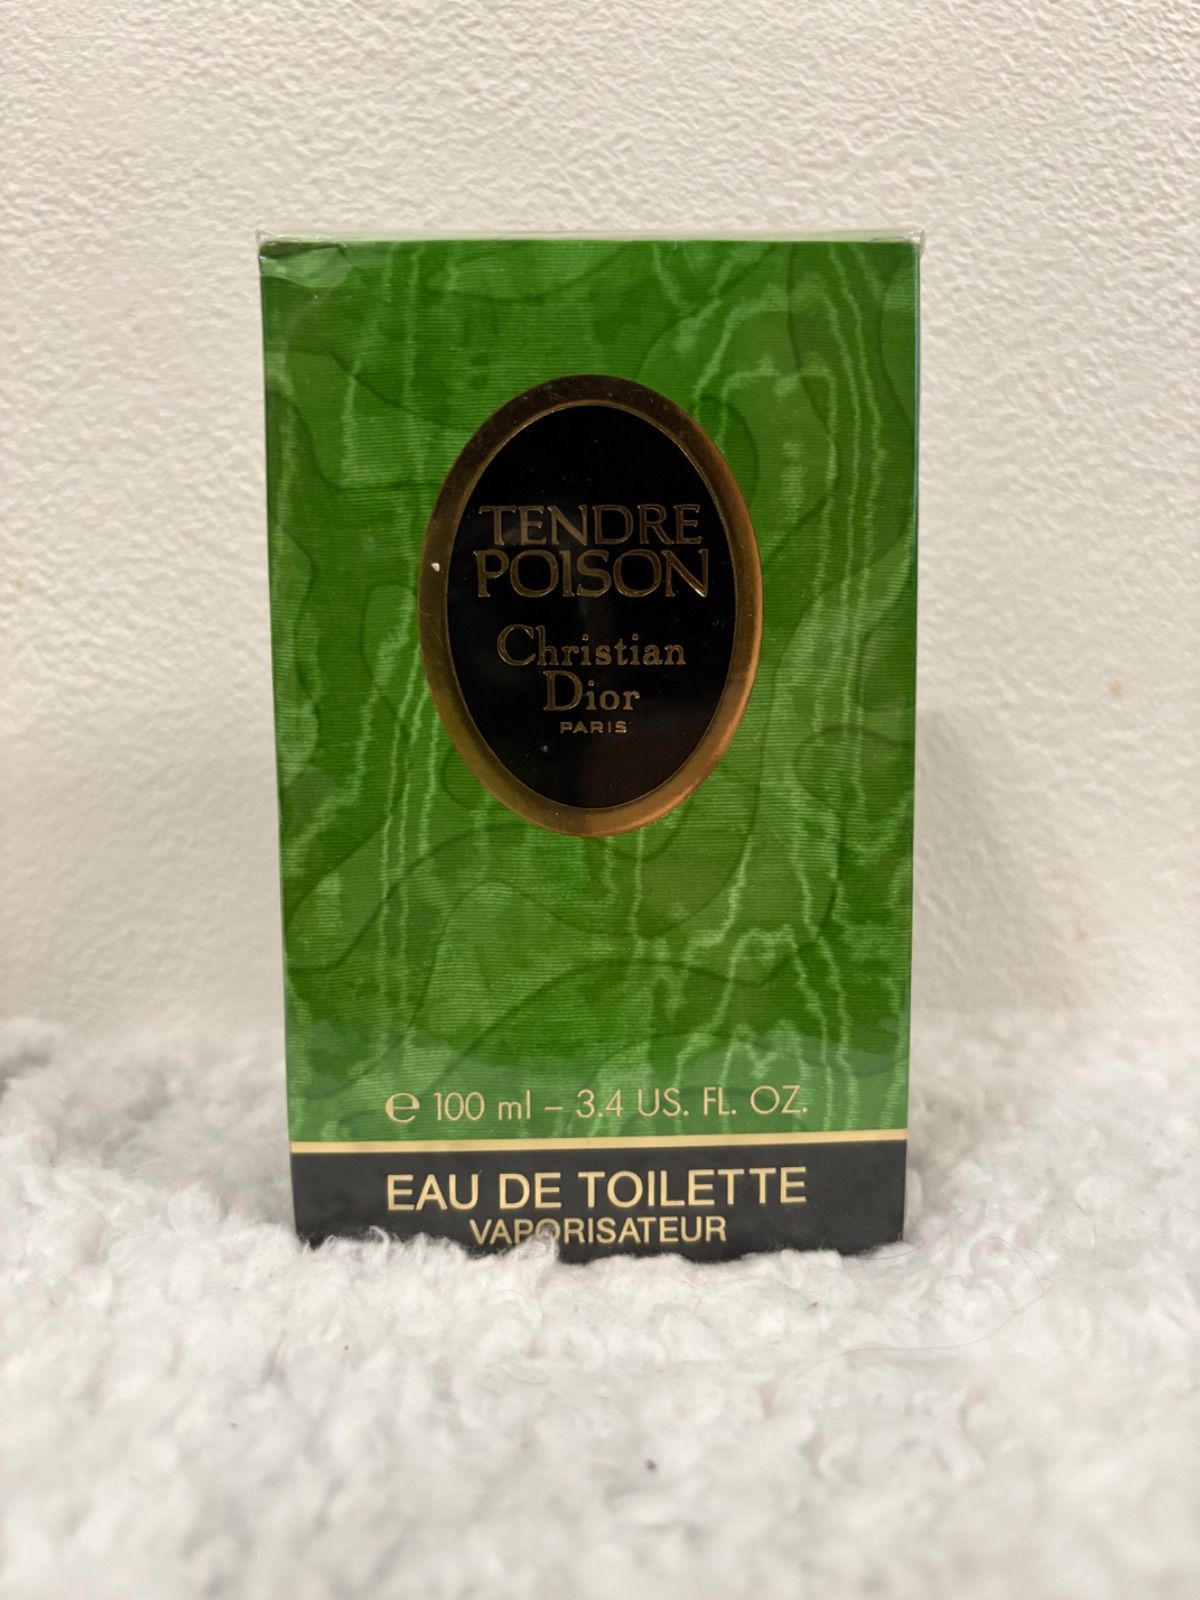 TENDRE
POISON
Christian
Dior
PARIS
℮ 100 ml – 3.4 US. FL. OZ.
EAU DE TOILETTE
VAPORISATEUR